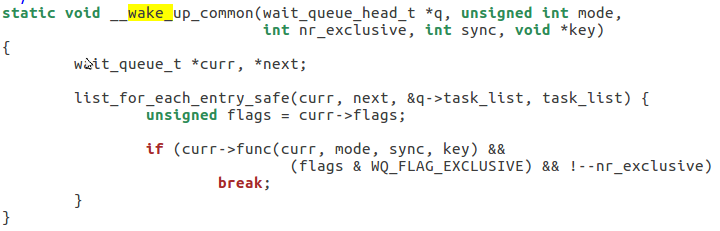 static void __wake_up_common(wait_queue_head_t *q, unsigned int mode,
int nr_exclusive, int sync, void *key)
{
wait_queue_t *curr, *next;
list_for_each_entry_safe(curr, next, &q->task_list, task_list) {
unsigned flags = curr->flags;
if (curr->func(curr, mode, sync, key) &&
(flags & WQ_FLAG_EXCLUSIVE) && !--nr_exclusive)
break;
}
}